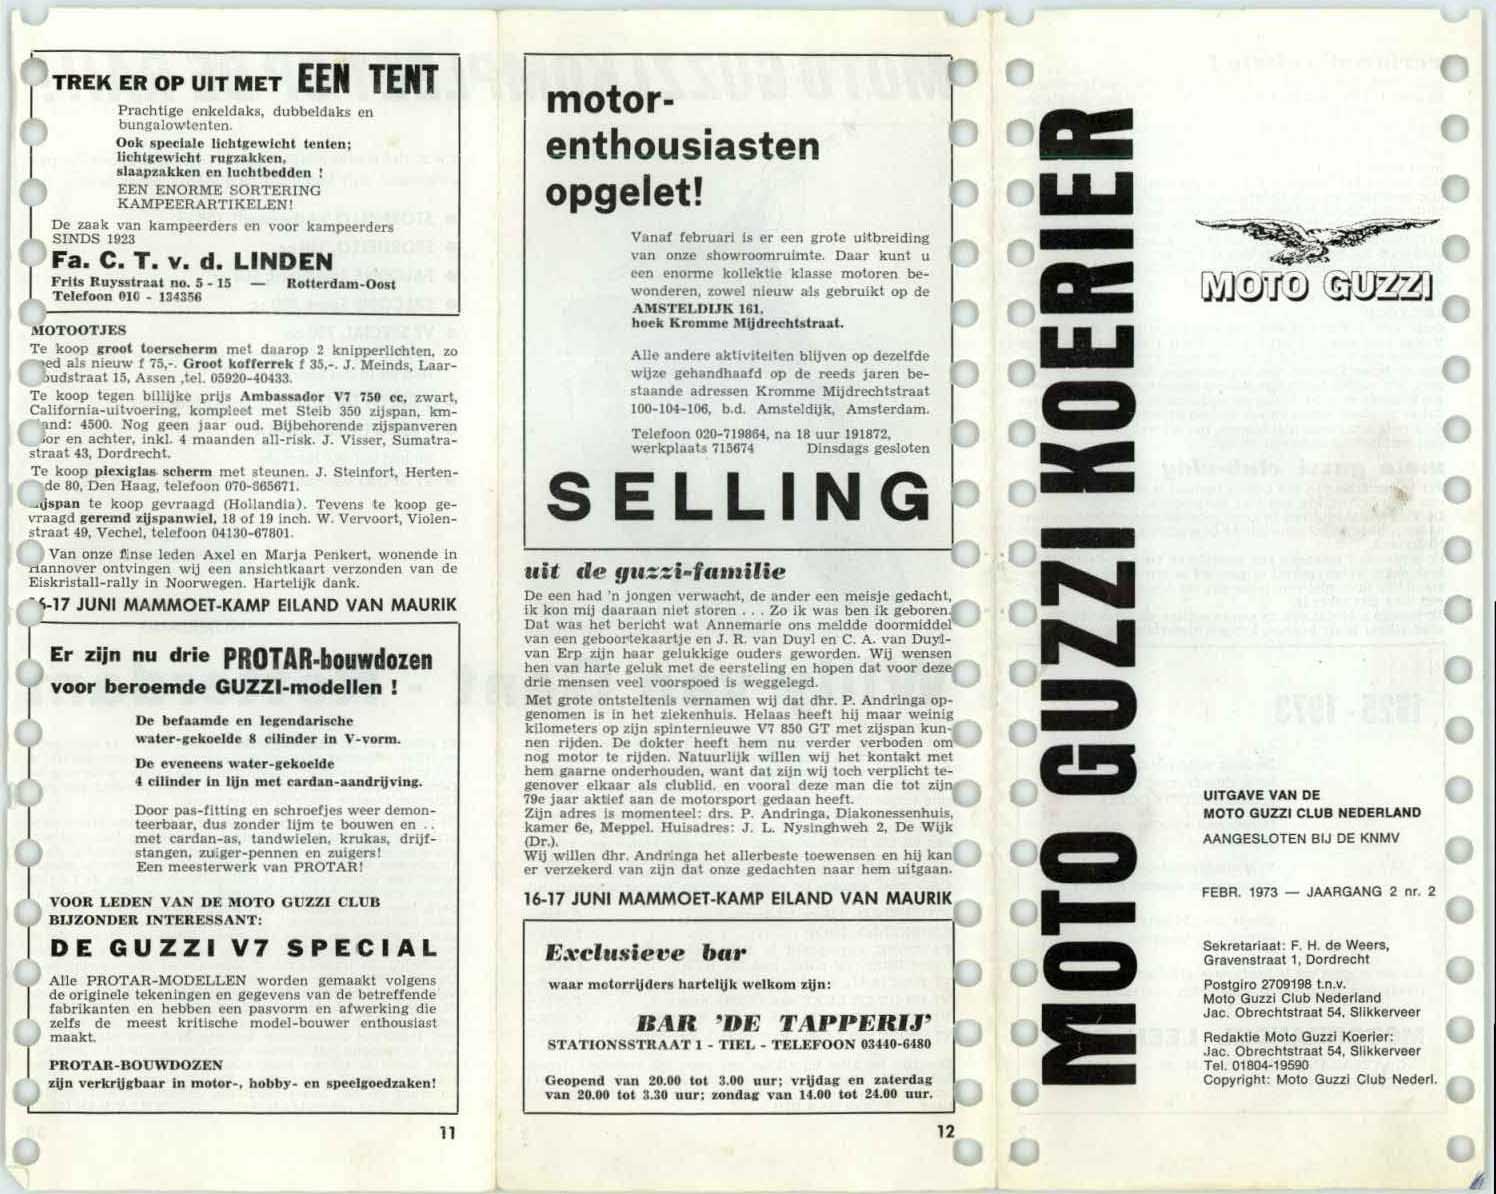 TREK ER OP UIT MET EEN TENT
Prachtige enkeldaks, dubbeldaks en
bungalowtenten.
Ook speciale lichtgewicht tenten;
lichtgewicht rugzakken,
slaapzakken en luchtbedden !
EEN ENORME SORTERING
KAMPEERARTIKELEN!
De zaak van kampeerders en voor kampeerders
SINDS 1923
Fa. C. T. v. d. LINDEN
Frits Ruysstraat no. 5 - 15 — Rotterdam-Oost
Telefoon 010 - 134356
MOTOOTJES
Te koop groot toerscherm met daarop 2 knipperlichten, zo
ed als nieuw f 75,-. Groot kofferrek f 35,-. J. Meinds, Laar-
oudstraat 15, Assen ,tel. 05920-40433.
Te koop tegen billijke prijs Ambassador V7 750 cc, zwart,
California-uitvoering, kompleet met Steib 350 zijspan, km-
and: 4500. Nog geen jaar oud. Bijbehorende zijspanveren
or en achter, inkl. 4 maanden all-risk. J. Visser, Sumatra-
straat 43, Dordrecht.
Te koop plexiglas scherm met steunen. J. Steinfort, Herten-
de 80, Den Haag, telefoon 070-365671.
ijspan te koop gevraagd (Hollandia). Tevens te koop ge-
vraagd geremd zijspanwiel, 18 of 19 inch. W. Vervoort, Violen-
straat 49, Vechel, telefoon 04130-67801.
Van onze finse leden Axel en Marja Penkert, wonende in
Hannover ontvingen wij een ansichtkaart verzonden van de
Eiskristall-rally in Noorwegen. Hartelijk dank.
16-17 JUNI MAMMOET-KAMP EILAND VAN MAURIK
Er zijn nu drie PROTAR-bouwdozen
voor beroemde GUZZI-modellen !
De befaamde en legendarische
water-gekoelde 8 cilinder in V-vorm.
De eveneens water-gekoelde
4 cilinder in lijn met cardan-aandrijving.
Door pas-fitting en schroefjes weer demon-
teerbaar, dus zonder lijm te bouwen en . .
met cardan-as, tandwielen, krukas, drijf-
stangen, zuiger-pennen en zuigers!
Een meesterwerk van PROTAR!
VOOR LEDEN VAN DE MOTO GUZZI CLUB
BIJZONDER INTERESSANT:
DE GUZZI V7 SPECIAL
Alle PROTAR-MODELLEN worden gemaakt volgens
de originele tekeningen en gegevens van de betreffende
fabrikanten en hebben een pasvorm en afwerking die
zelfs de meest kritische model-bouwer enthousiast
maakt.
PROTAR-BOUWDOZEN
zijn verkrijgbaar in motor-, hobby- en speelgoedzaken!
11
motor-
enthousiasten
opgelet!
Vanaf februari is er een grote uitbreiding
van onze showroomruimte. Daar kunt u
een enorme kollektie klasse motoren be-
wonderen, zowel nieuw als gebruikt op de
AMSTELDIJK 161,
hoek Kromme Mijdrechtstraat.
Alle andere aktiviteiten blijven op dezelfde
wijze gehandhaafd op de reeds jaren be-
staande adressen Kromme Mijdrechtstraat
100-104-106, b.d. Amsteldijk, Amsterdam.
Telefoon 020-719864, na 18 uur 191872,
werkplaats 715674 Dinsdags gesloten
SELLING
uit de guzzi-familie
De een had 'n jongen verwacht, de ander een meisje gedacht,
ik kon mij daaraan niet storen . . . Zo ik was ben ik geboren.
Dat was het bericht wat Annemarie ons meldde doormiddel
van een geboortekaartje en J. R. van Duyl en C. A. van Duyl-
van Erp zijn haar gelukkige ouders geworden. Wij wensen
hen van harte geluk met de eersteling en hopen dat voor deze
drie mensen veel voorspoed is weggelegd.
Met grote ontsteltenis vernamen wij dat dhr. P. Andringa op-
genomen is in het ziekenhuis. Helaas heeft hij maar weinig
kilometers op zijn spinternieuwe V7 850 GT met zijspan kun-
nen rijden. De dokter heeft hem nu verder verboden om
nog motor te rijden. Natuurlijk willen wij het kontakt met
hem gaarne onderhouden, want dat zijn wij toch verplicht te-
genover elkaar als clublid, en vooral deze man die tot zijn
79e jaar aktief aan de motorsport gedaan heeft.
Zijn adres is momenteel: drs. P. Andringa, Diakonessenhuis,
kamer 6e, Meppel. Huisadres: J. L. Nysinghweh 2, De Wijk
(Dr.).
Wij willen dhr. Andringa het allerbeste toewensen en hij kan
er verzekerd van zijn dat onze gedachten naar hem uitgaan.
16-17 JUNI MAMMOET-KAMP EILAND VAN MAURIK
Exclusieve bar
waar motorrijders hartelijk welkom zijn:
BAR 'DE TAPPERIJ'
STATIONSSTRAAT 1 - TIEL - TELEFOON 03440-6480
Geopend van 20.00 tot 3.00 uur; vrijdag en zaterdag
van 20.00 tot 3.30 uur; zondag van 14.00 tot 24.00 uur.
12
MOTO GUZZI KOERIER
MOTO GUZZI
UITGAVE VAN DE
MOTO GUZZI CLUB NEDERLAND
AANGESLOTEN BIJ DE KNMV
FEBR. 1973 — JAARGANG 2 nr. 2
Sekretariaat: F. H. de Weers,
Gravenstraat 1, Dordrecht
Postgiro 2709198 t.n.v.
Moto Guzzi Club Nederland
Jac. Obrechtstraat 54, Slikkerveer
Redaktie Moto Guzzi Koerier:
Jac. Obrechtstraat 54, Slikkerveer
Tel. 01804-19590
Copyright: Moto Guzzi Club Nederl.